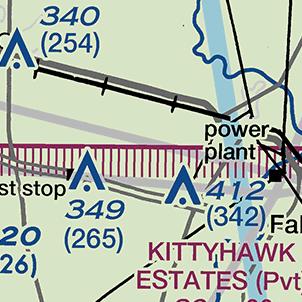 340
(254)
power
plant
st stop
349
(265)
412
(342)
20
26)
Fal
KITTYHAWK
ESTATES (Pvt)